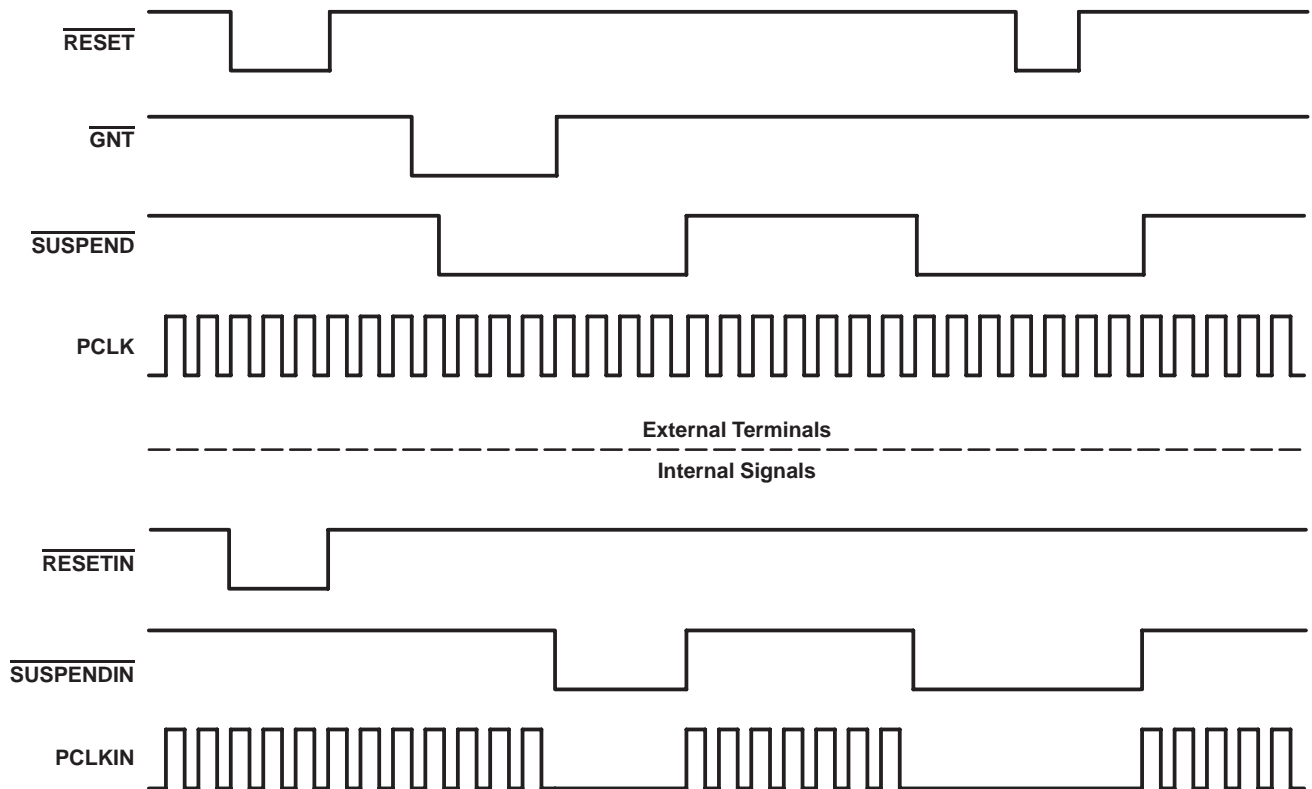 RESET
GNT
SUSPEND
PCLK
External Terminals
Internal Signals
RESETIN
SUSPENDIN
PCLKIN